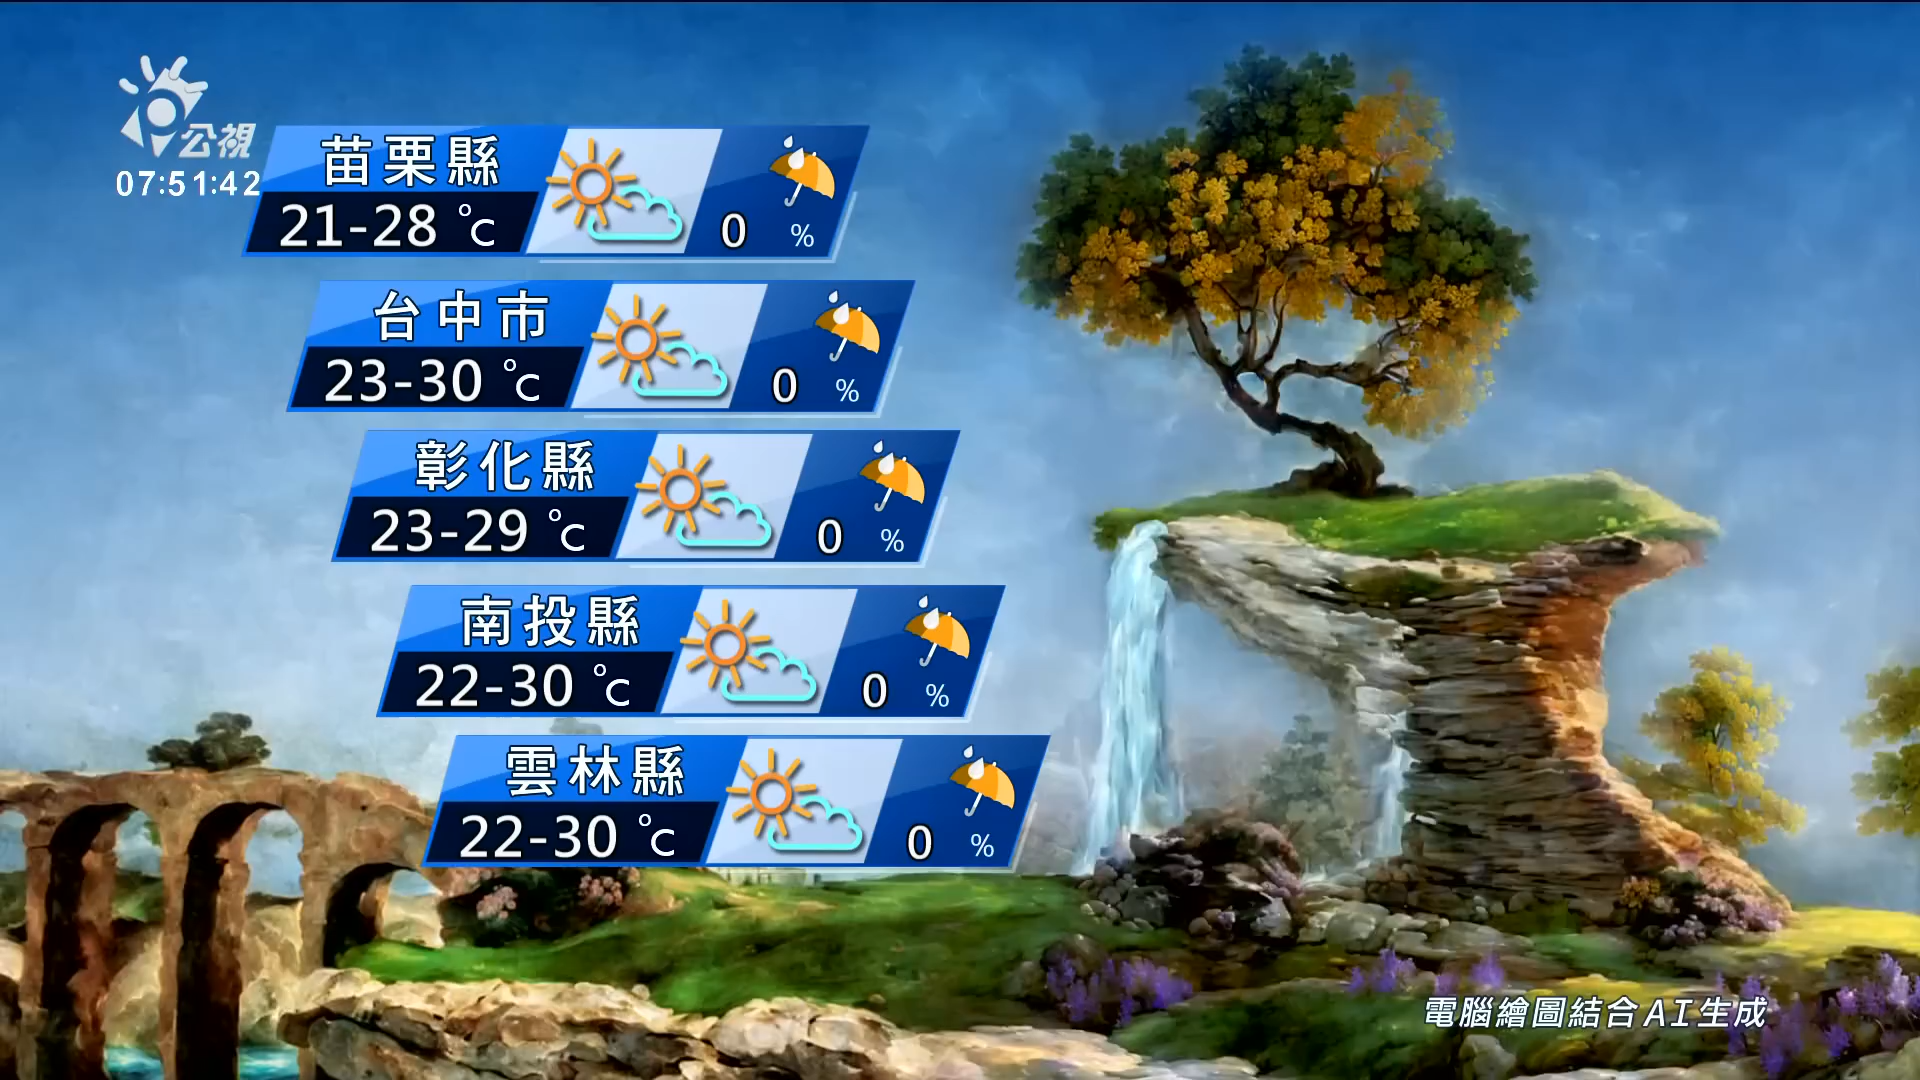 公視
07:51:42
苗栗縣
21-28 ℃
0 %
台中市
23-30 ℃
0 %
彰化縣
23-29 ℃
0 %
南投縣
22-30 ℃
0 %
雲林縣
22-30 ℃
0 %
電腦繪圖結合AI生成